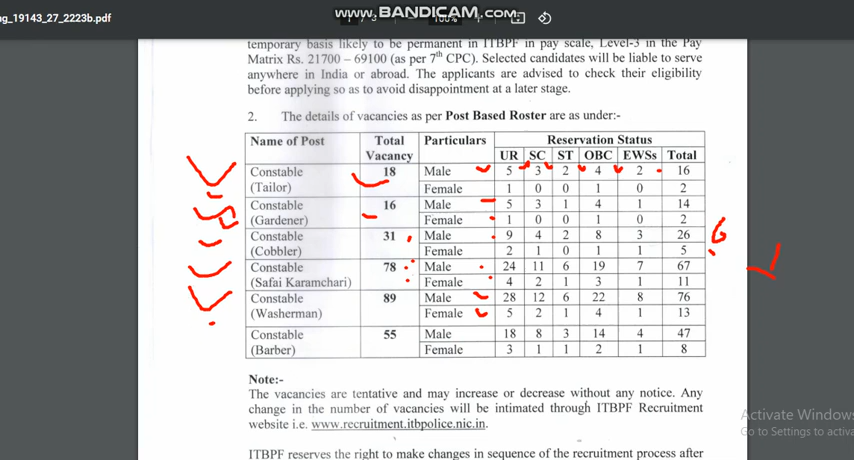 www.BANDICAM.com
ng_19143_27_2223b.pdf
temporary basis likely to be permanent in ITBPF in pay scale, Level-3 in the Pay
Matrix Rs. 21700 – 69100 (as per 7th CPC). Selected candidates will be liable to serve
anywhere in India or abroad. The applicants are advised to check their eligibility
before applying so as to avoid disappointment at a later stage.
2. The details of vacancies as per Post Based Roster are as under:-
Name of Post Total Vacancy Particulars Reservation Status
UR SC ST OBC EWSs Total
Constable 18 Male 5 3 2 4 2 16
(Tailor) Female 1 0 0 1 0 2
Constable 16 Male 5 3 1 4 1 14
(Gardener) Female 1 0 0 1 0 2
Constable 31 Male 9 4 2 8 3 26
(Cobbler) Female 2 1 0 1 1 5
Constable 78 Male 24 11 6 19 7 67
(Safai Karamchari) Female 4 2 1 3 1 11
Constable 89 Male 28 12 6 22 8 76
(Washerman) Female 5 2 1 4 1 13
Constable 55 Male 18 8 3 14 4 47
(Barber) Female 3 1 1 2 1 8
Note:-
The vacancies are tentative and may increase or decrease without any notice. Any
change in the number of vacancies will be intimated through ITBPF Recruitment
website i.e. www.recruitment.itbpolice.nic.in.
ITBPF reserves the right to make changes in sequence of the recruitment process after
Activate Windows
Go to Settings to activa